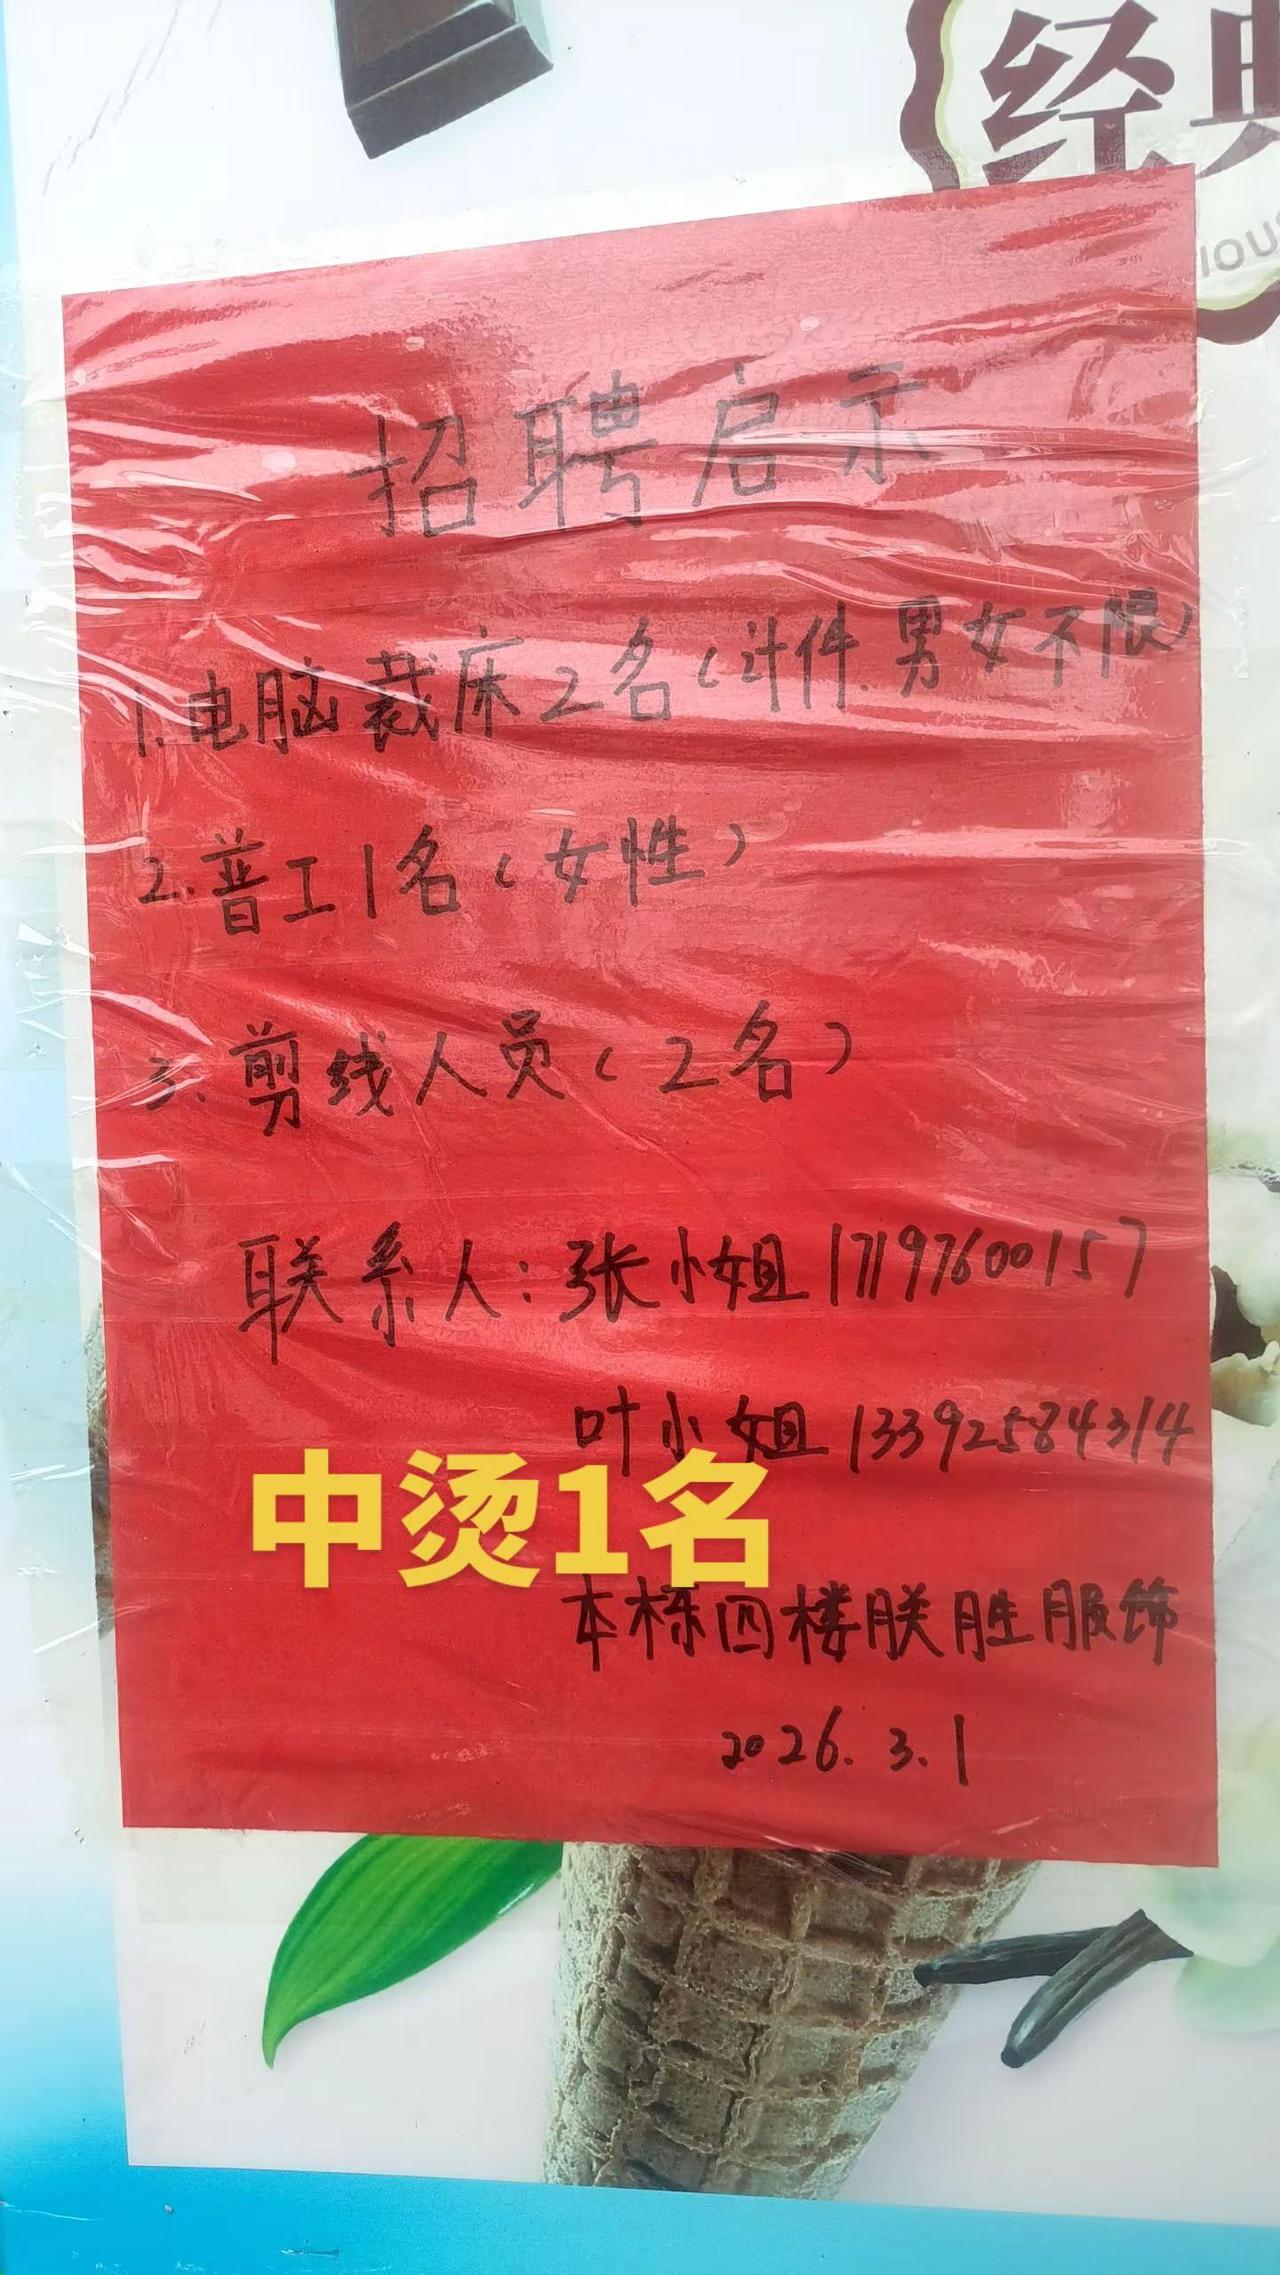 经典
招聘启示
1.电脑裁床2名(计件.男女不限)
2.普工1名(女性)
3.剪线人员(2名)
联系人:张小姐17197600157
叶小姐13392584314
中烫1名
本栋四楼朕胜服饰
2026.3.1